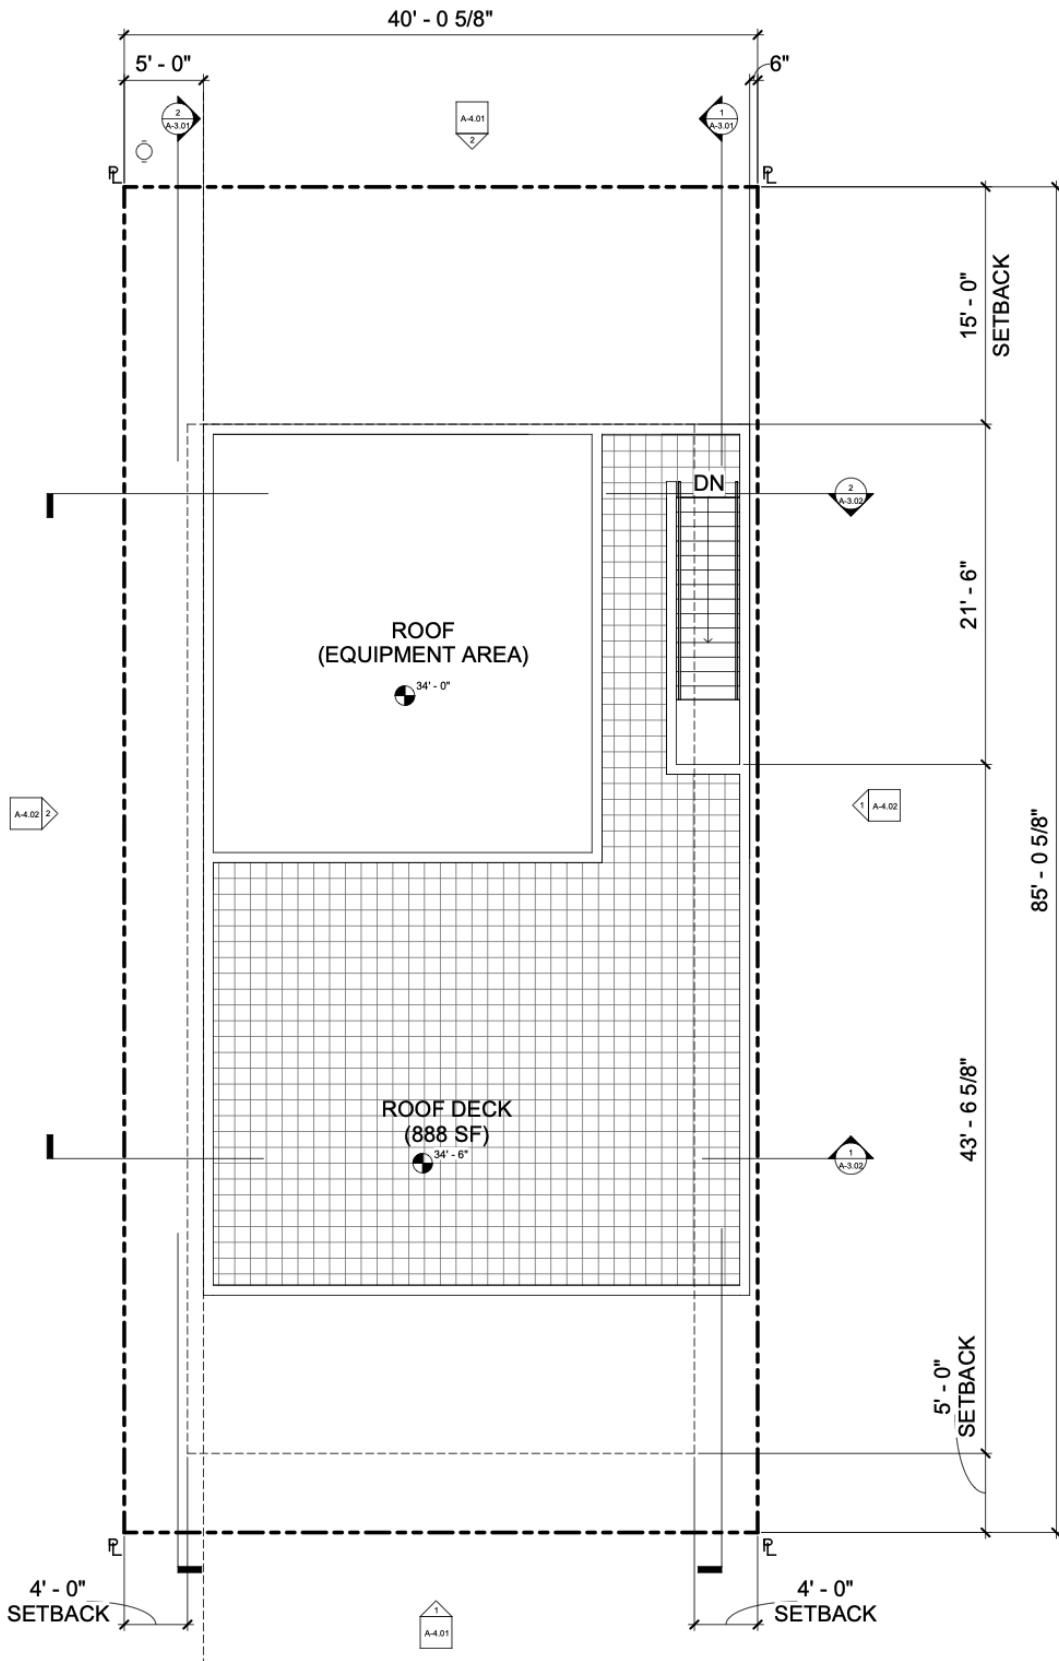 40' - 0 5/8"
5' - 0"
6"
2
A-3.01
A-4.01
2
1
A-3.01
PL
PL
15' - 0"
SETBACK
DN
2
A-3.02
21' - 6"
ROOF
(EQUIPMENT AREA)
34' - 0"
A-4.02
2
1
A-4.02
85' - 0 5/8"
43' - 6 5/8"
ROOF DECK
(888 SF)
34' - 6"
1
A-3.02
5' - 0"
SETBACK
PL
PL
4' - 0"
SETBACK
1
A-4.01
4' - 0"
SETBACK